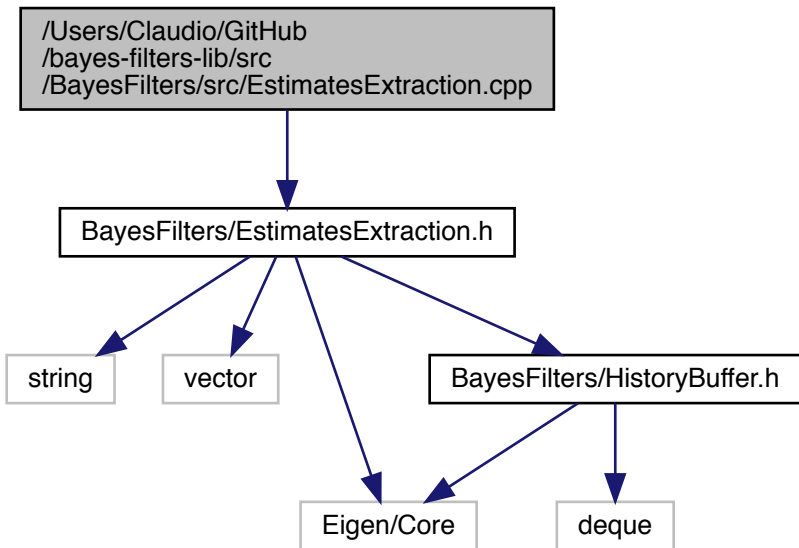 /Users/Claudio/GitHub
/bayes-filters-lib/src
/BayesFilters/src/EstimatesExtraction.cpp
BayesFilters/EstimatesExtraction.h
string
vector
BayesFilters/HistoryBuffer.h
Eigen/Core
deque